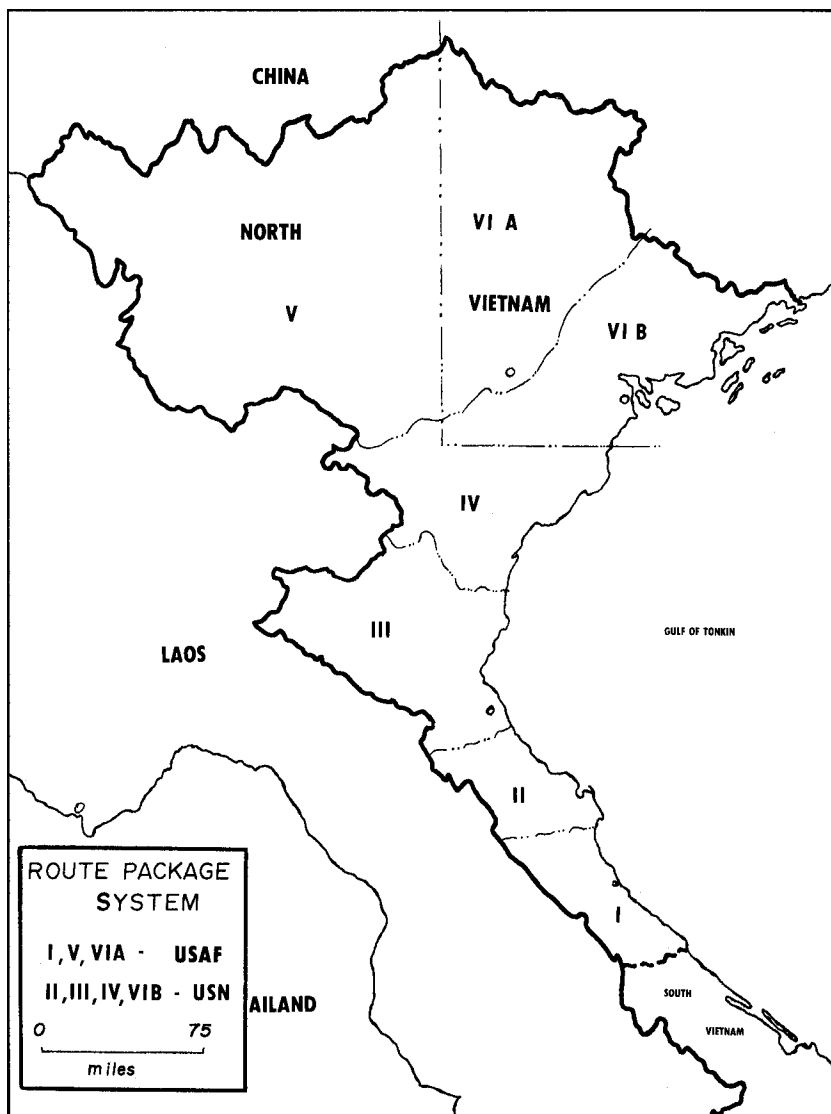 CHINA
NORTH
VI A
V
VIETNAM
VI B
IV
III
GULF OF TONKIN
LAOS
II
I
SOUTH
VIETNAM
AILAND
ROUTE PACKAGE
SYSTEM
I, V, VIA - USAF
II, III, IV, VIB - USN
0 75
miles